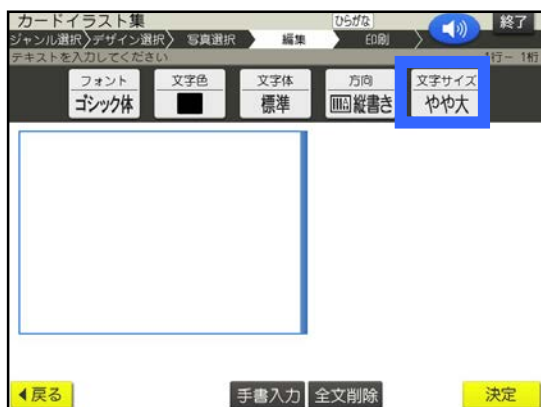 カードイラスト集 ひらがな 終了
ジャンル選択〉デザイン選択〉 写真選択 編集 印刷
テキストを入力してください 1行- 1桁
フォント 文字色 文字体 方向 文字サイズ
ゴシック体 標準 縦書き やや大
戻る 手書入力 全文削除 決定